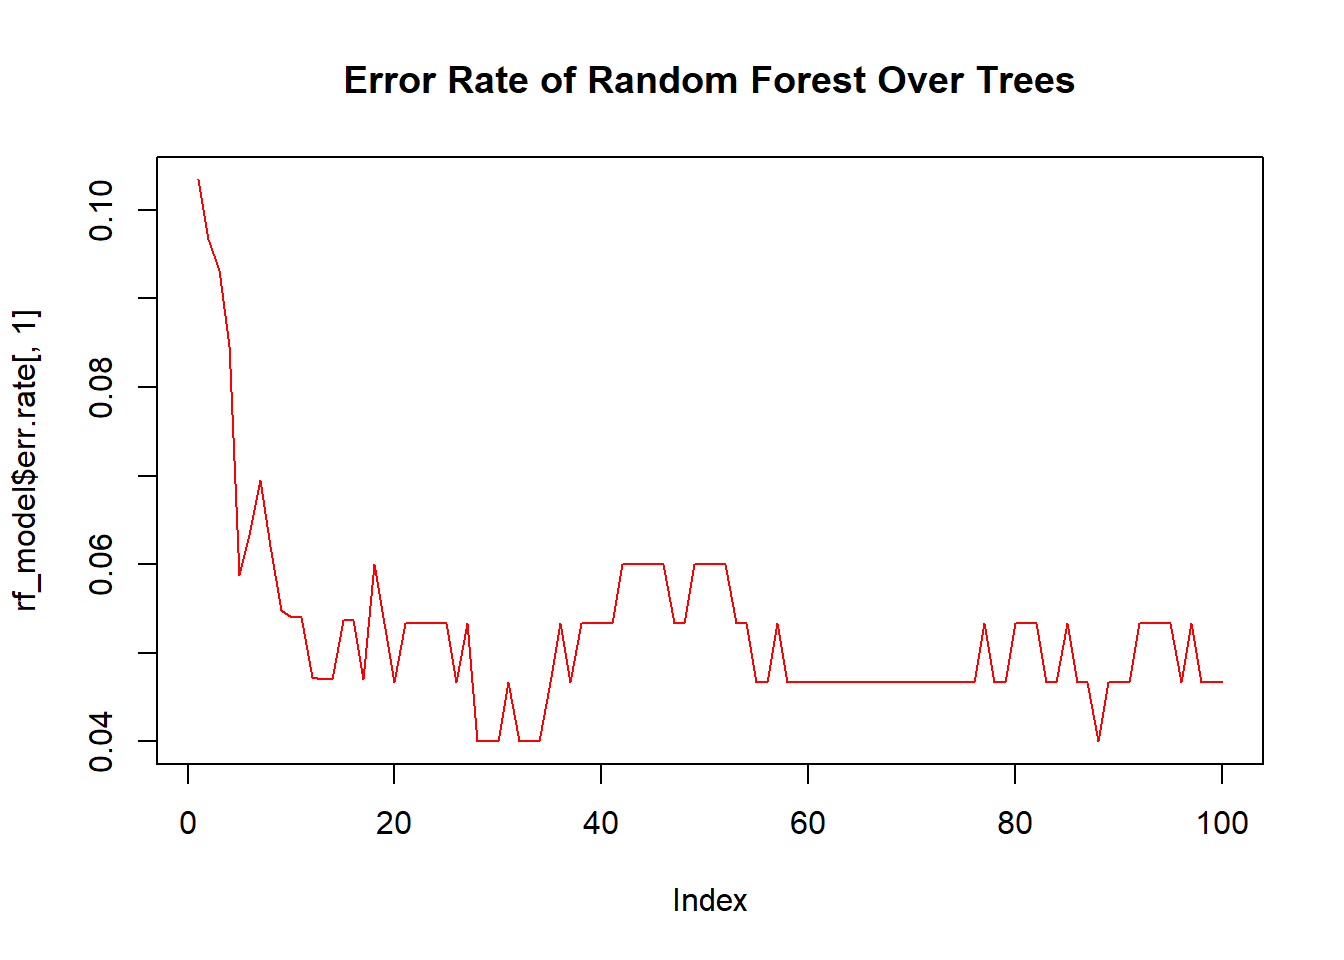 Error Rate of Random Forest Over Trees
rf_model$err.rate[, 1]
0.10
0.08
0.06
0.04
0 20 40 60 80 100
Index